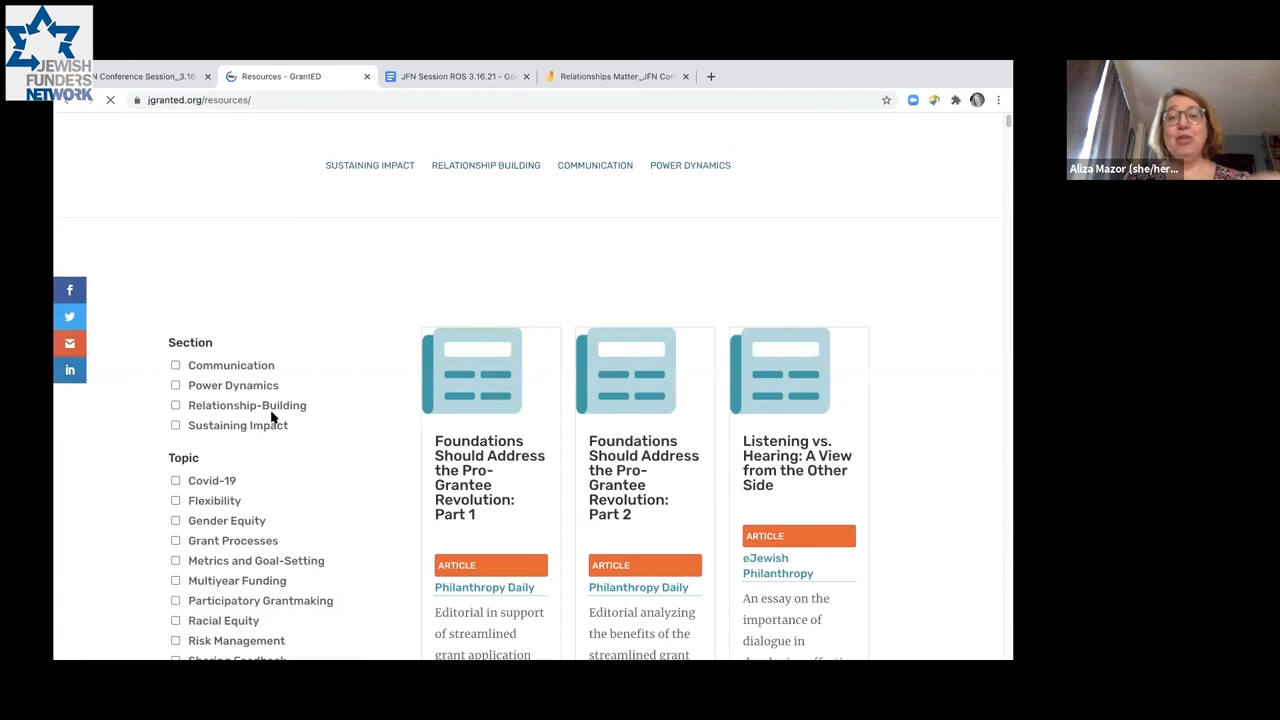 JEWISH
FUNDERS
NETWORK
N Conference Session_3.16.
Resources - GrantED
JFN Session ROS 3.16.21 - Go
Relationships Matter_JFN Con
jgranted.org/resources/
Aliza Mazor (she/her...
SUSTAINING IMPACT
RELATIONSHIP BUILDING
COMMUNICATION
POWER DYNAMICS
f
in
Section
Communication
Power Dynamics
Relationship-Building
Sustaining Impact
Topic
Covid-19
Flexibility
Gender Equity
Grant Processes
Metrics and Goal-Setting
Multiyear Funding
Participatory Grantmaking
Racial Equity
Risk Management
Sharing Feedback
Foundations
Should Address
the Pro-
Grantee
Revolution:
Part 1
ARTICLE
Philanthropy Daily
Editorial in support
of streamlined
grant application
Foundations
Should Address
the Pro-
Grantee
Revolution:
Part 2
ARTICLE
Philanthropy Daily
Editorial analyzing
the benefits of the
streamlined grant
Listening vs.
Hearing: A View
from the Other
Side
ARTICLE
eJewish
Philanthropy
An essay on the
importance of
dialogue in